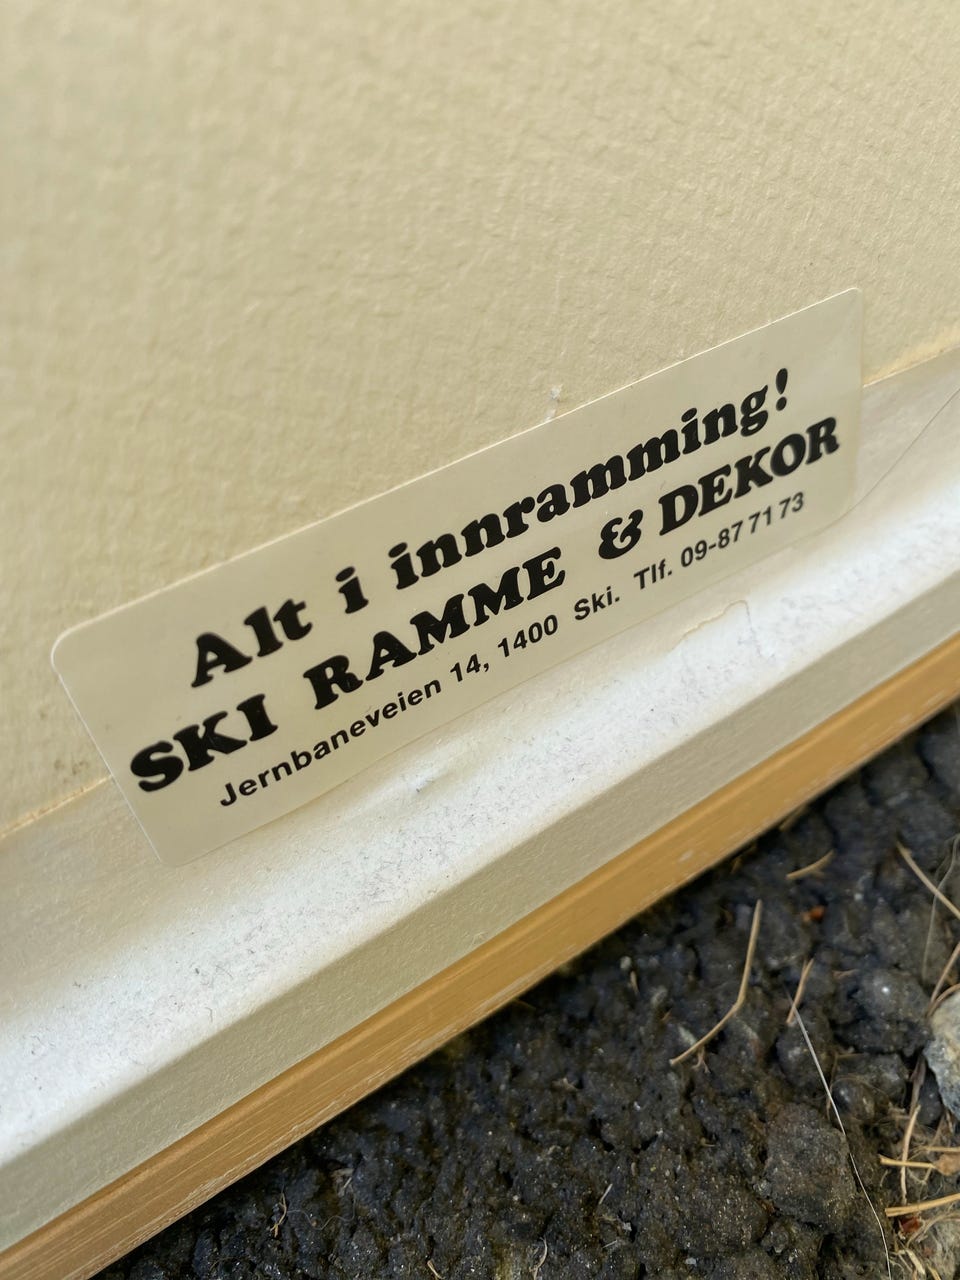 Alt i innramming!
SKI RAMME & DEKOR
Jernbaneveien 14, 1400 Ski. Tlf. 09-87 71 73